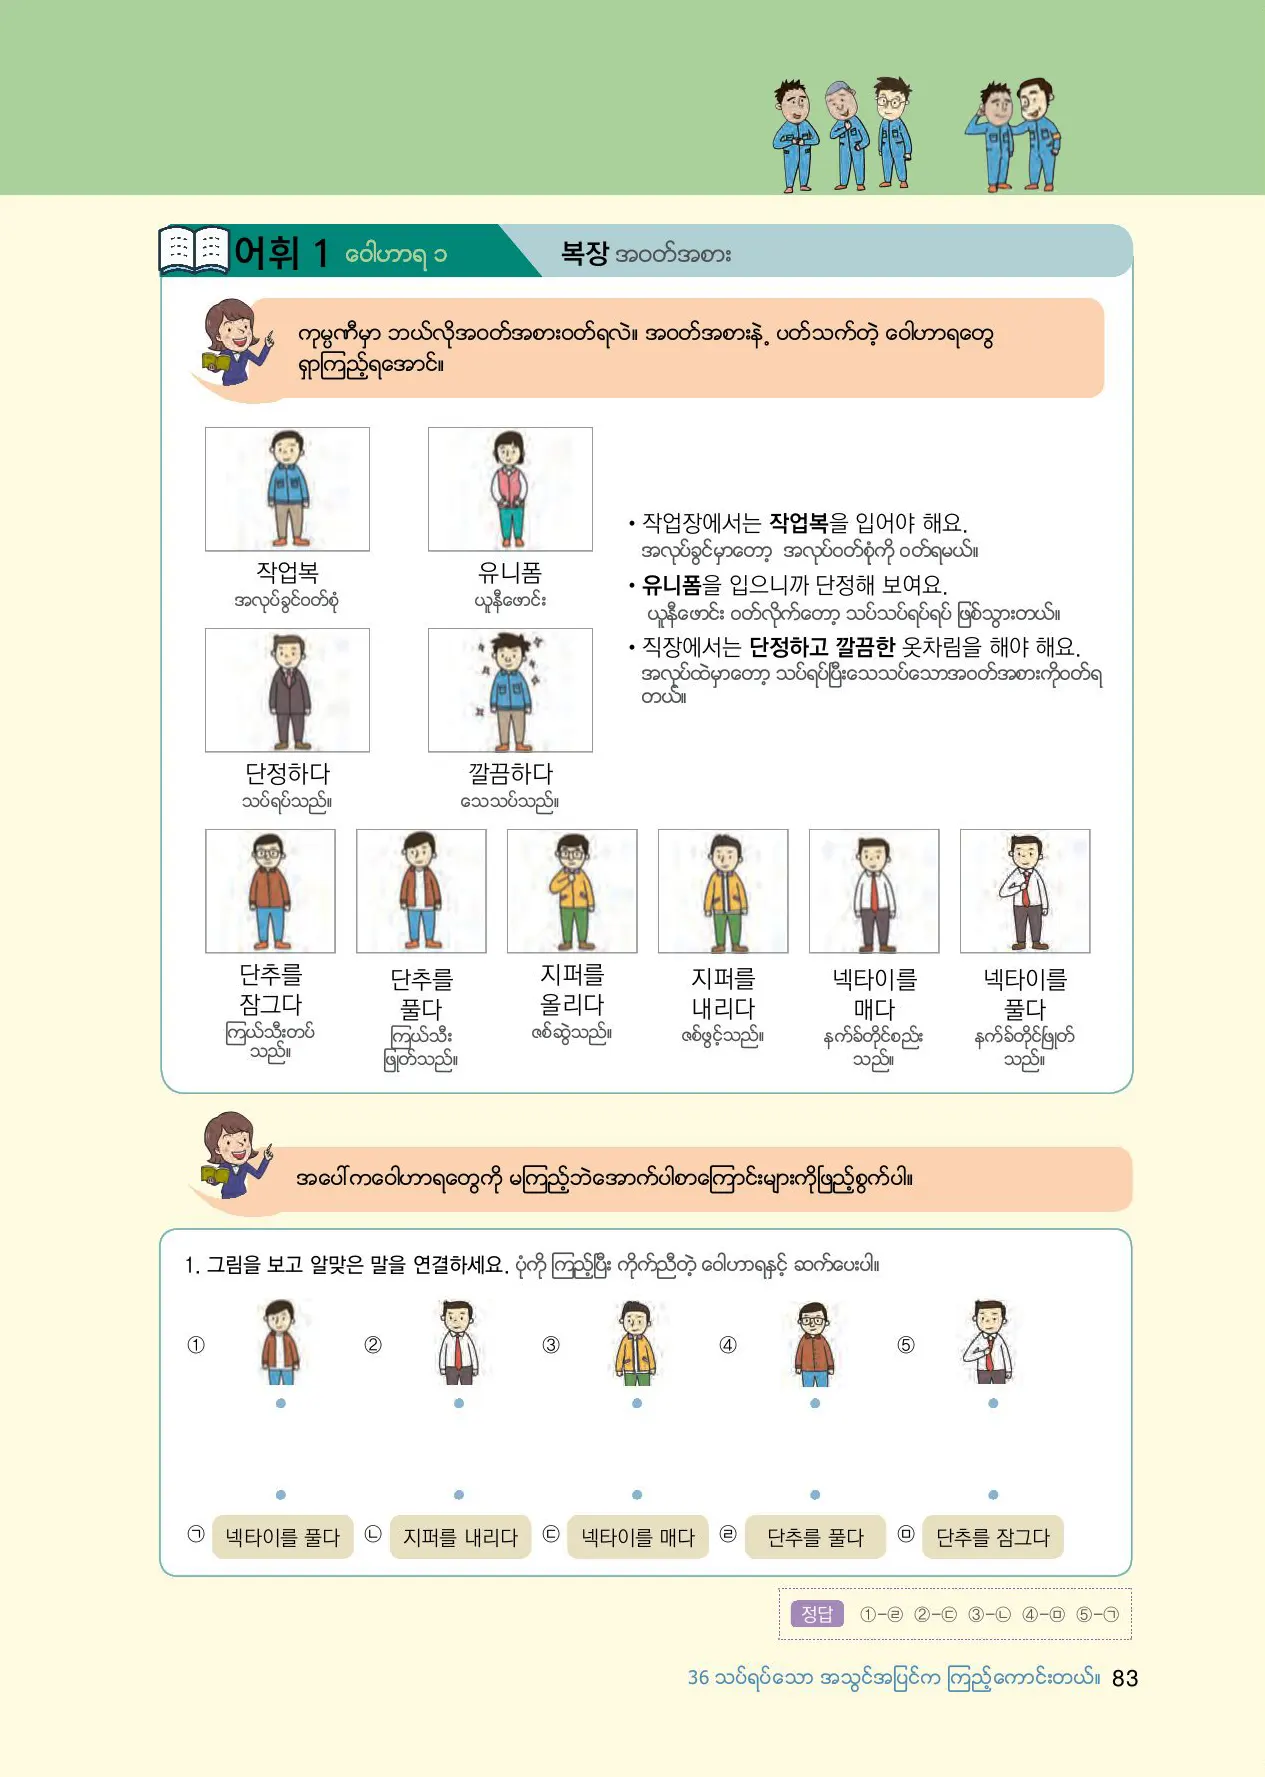 어휘 1 ဝေါဟာရ ၁
복장 အဝတ်အစား
ကုမ္ပဏီမှာ ဘယ်လိုအဝတ်အစားဝတ်ရလဲ။ အဝတ်အစားနဲ့ ပတ်သက်တဲ့ ဝေါဟာရတွေ
ရှာကြည့်ရအောင်။
작업복
အလုပ်ခွင်ဝတ်စုံ
유니폼
ယူနီဖောင်း
• 작업장에서는 작업복을 입어야 해요.
အလုပ်ခွင်မှာတော့ အလုပ်ဝတ်စုံကို ဝတ်ရမယ်။
• 유니폼을 입으니까 단정해 보여요.
ယူနီဖောင်း ဝတ်လိုက်တော့ သပ်သပ်ရပ်ရပ် ဖြစ်သွားတယ်။
• 직장에서는 단정하고 깔끔한 옷차림을 해야 해요.
အလုပ်ထဲမှာတော့ သပ်ရပ်ပြီးသေသပ်သောအဝတ်အစားကိုဝတ်ရ
တယ်။
단정하다
သပ်ရပ်သည်။
깔끔하다
သေသပ်သည်။
단추를
잠그다
ကြယ်သီးတပ်
သည်။
단추를
풀다
ကြယ်သီး
ဖြုတ်သည်။
지퍼를
올리다
ဇစ်ဆွဲသည်။
지퍼를
내리다
ဇစ်ဖွင့်သည်။
넥타이를
매다
နက်ခ်တိုင်စည်း
သည်။
넥타이를
풀다
နက်ခ်တိုင်ဖြုတ်
သည်။
အပေါ်ကဝေါဟာရတွေကို မကြည့်ဘဲအောက်ပါစာကြောင်းများကိုဖြည့်စွက်ပါ။
1. 그림을 보고 알맞은 말을 연결하세요. ပုံကို ကြည့်ပြီး ကိုက်ညီတဲ့ ဝေါဟာရနှင့် ဆက်ပေးပါ။
① ② ③ ④ ⑤
㉠ 넥타이를 풀다 ㉡ 지퍼를 내리다 ㉢ 넥타이를 매다 ㉣ 단추를 풀다 ㉤ 단추를 잠그다
정답 ①-㉣ ②-㉢ ③-㉡ ④-㉤ ⑤-㉠
36 သပ်ရပ်သော အသွင်အပြင်က ကြည့်ကောင်းတယ်။ 83